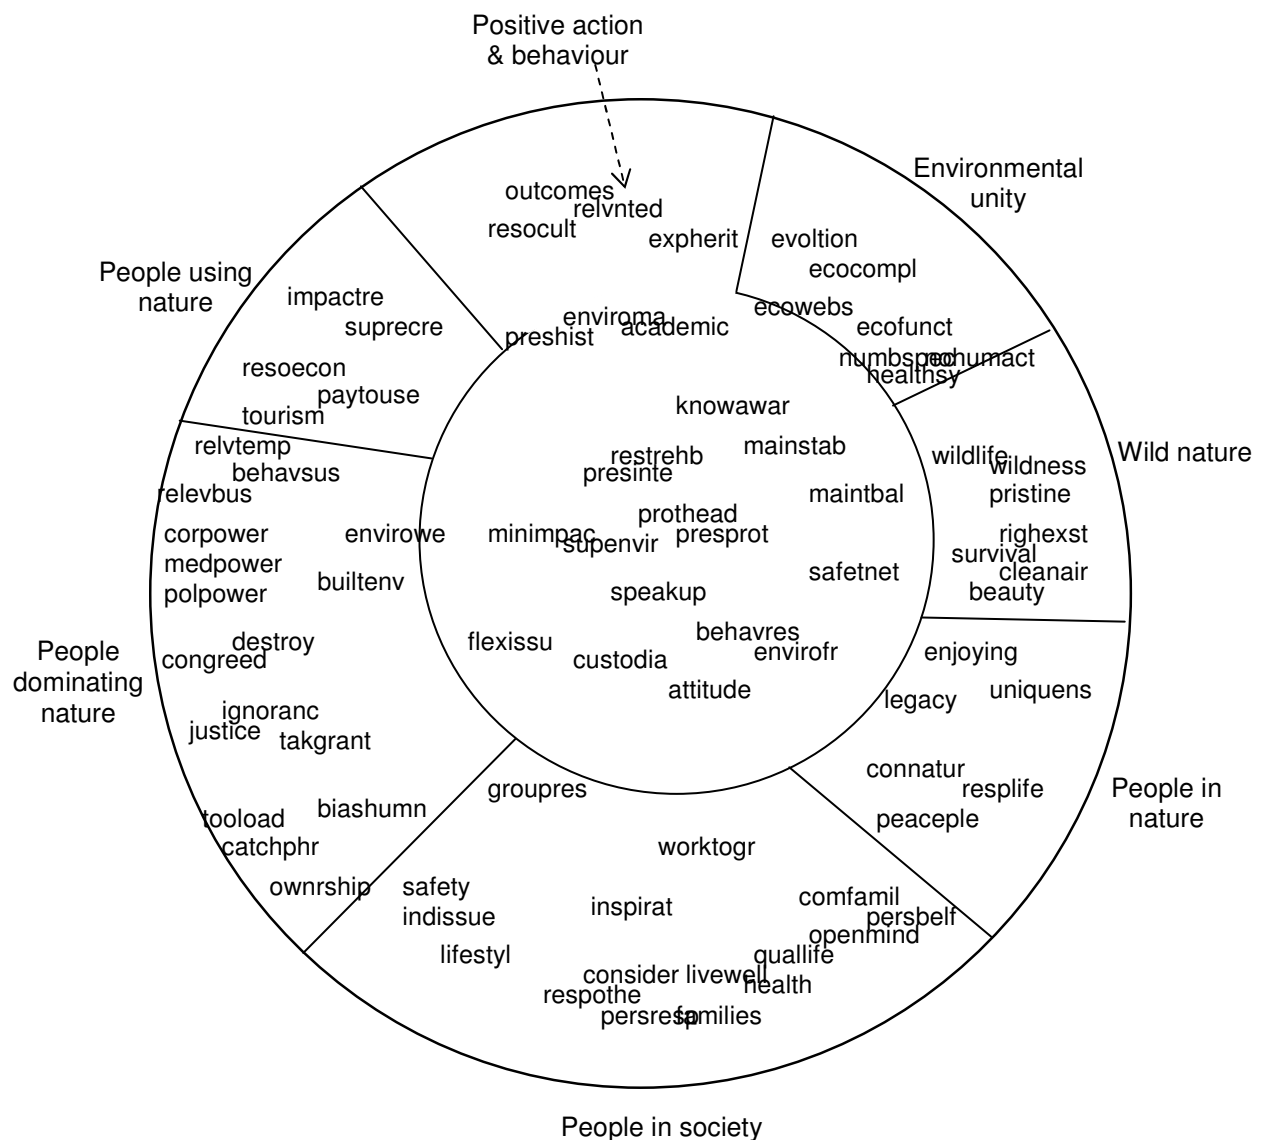 Positive action
& behaviour
Environmental
unity
outcomes
relvnted
resocult
expherit
evoltion
ecocompl
People using
nature
impactre
suprecre
enviroma
academic
preshist
ecowebs
ecofunct
numbspec
nohumact
healthsy
resoecon
paytouse
tourism
knowawar
relvtemp
behavsus
relevbus
restrehb
presinte
mainstab
maintbal
wildlife
wildness
pristine
Wild nature
corpower
medpower
polpower
envirowe
builtenv
minimpac
supenvir
prothead
presprot
safetnet
speakup
righexst
survival
cleanair
beauty
People
dominating
nature
destroy
congreed
flexissu
custodia
behavres
envirofr
attitude
enjoying
uniquens
legacy
ignoranc
justice
takgrant
connatur
resplife
peaceple
People in
nature
tooload
biashumn
catchphr
ownrship
groupres
worktogr
safety
indissue
inspirat
comfamil
persbelf
openmind
lifestyl
quallife
consider livewell
health
respothe
persresp
families
People in society